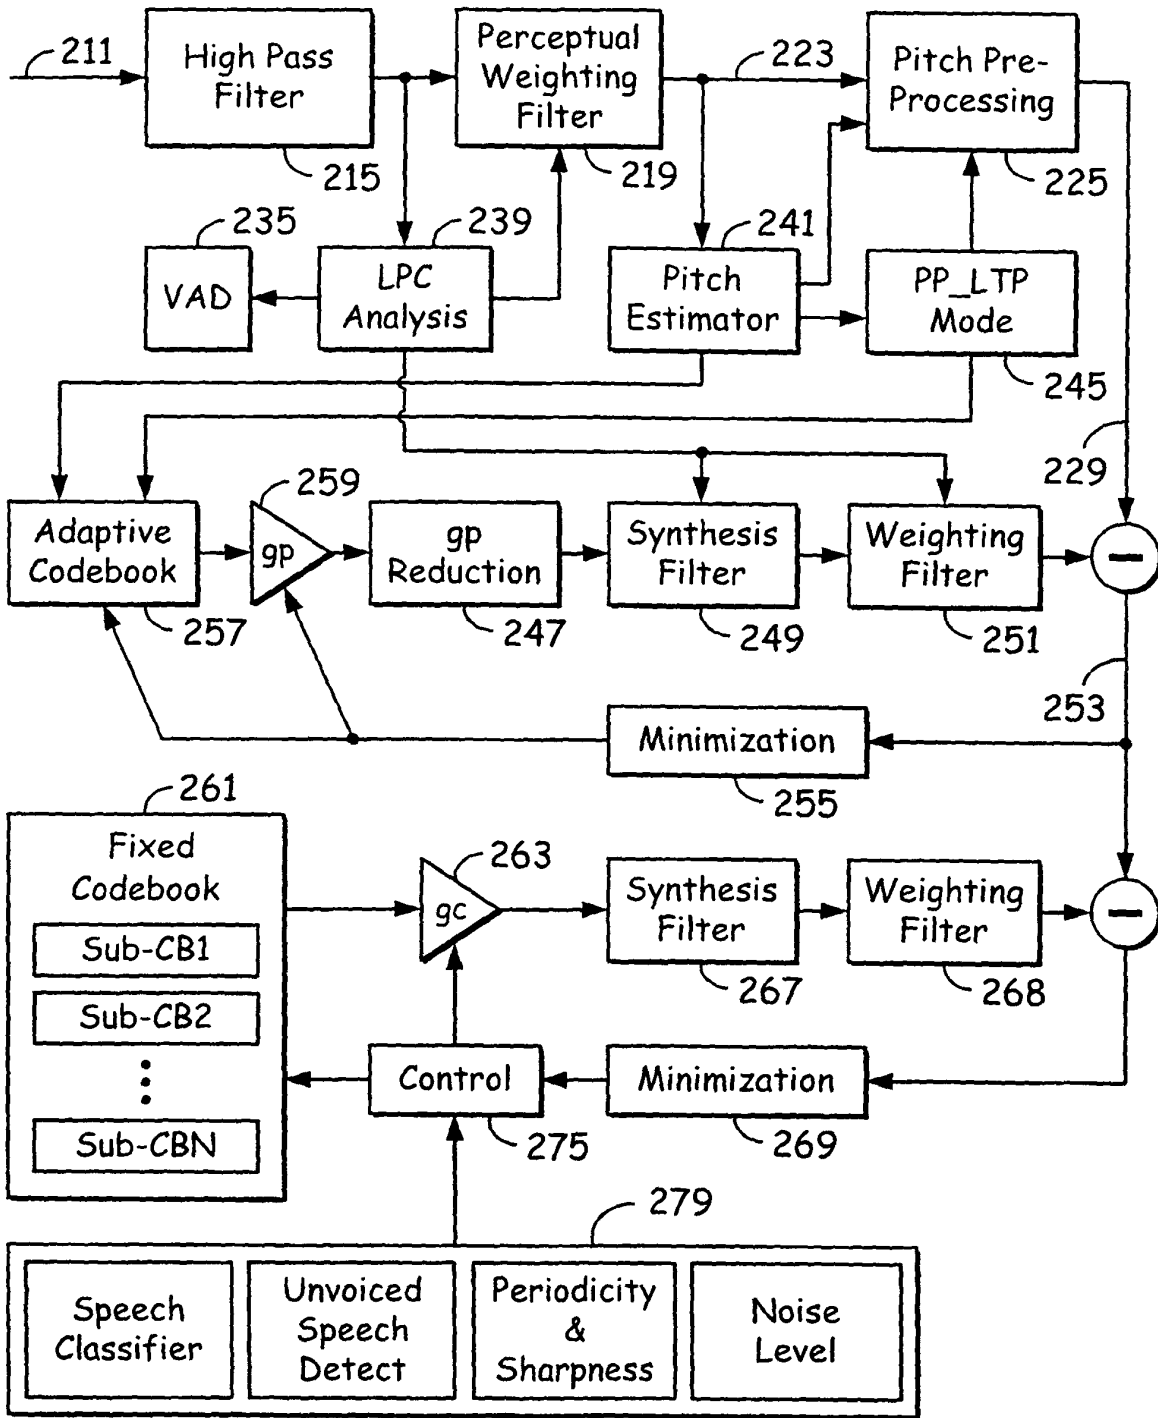 211
High Pass
Filter
215
Perceptual
Weighting
Filter
219
223
Pitch Pre-
Processing
225
235
VAD
239
LPC
Analysis
241
Pitch
Estimator
PP_LTP
Mode
245
229
Adaptive
Codebook
257
259
gp
gp
Reduction
247
Synthesis
Filter
249
Weighting
Filter
251
253
Minimization
255
261
Fixed
Codebook
Sub-CB1
Sub-CB2
Sub-CBN
263
gc
Synthesis
Filter
267
Weighting
Filter
268
Control
275
Minimization
269
279
Speech
Classifier
Unvoiced
Speech
Detect
Periodicity
&
Sharpness
Noise
Level